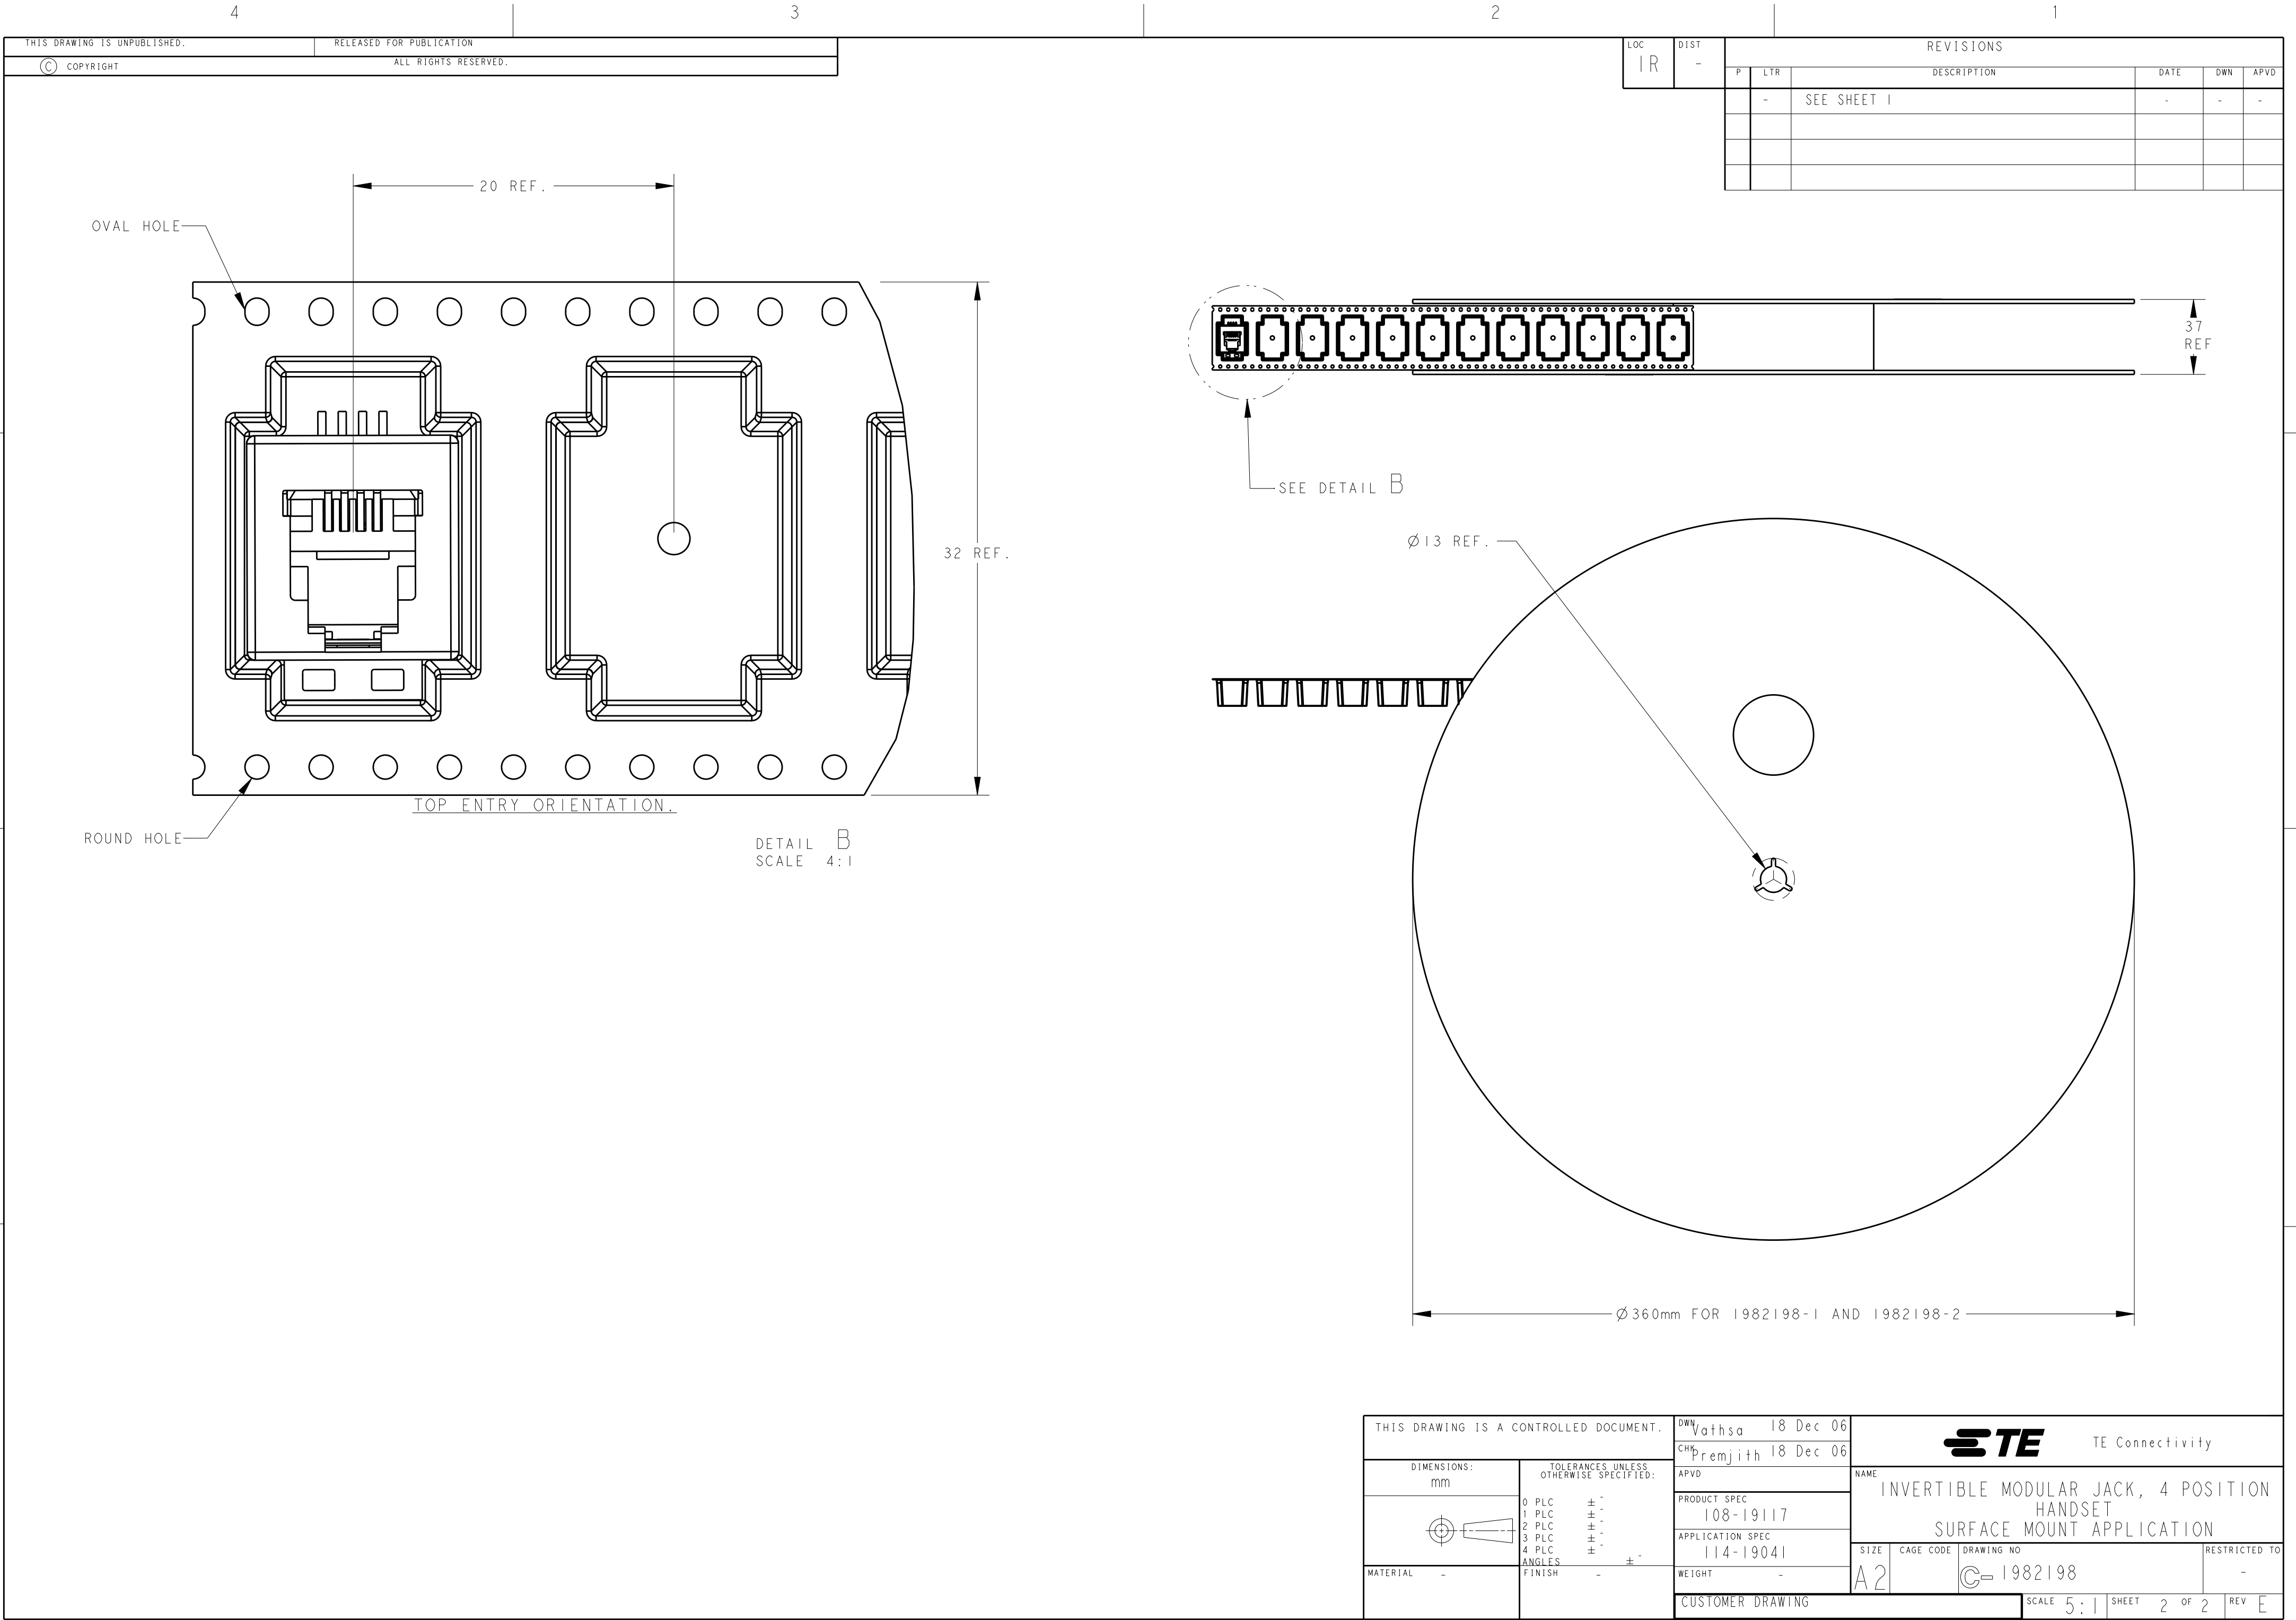 4 3 2 1
THIS DRAWING IS UNPUBLISHED. RELEASED FOR PUBLICATION
C COPYRIGHT ALL RIGHTS RESERVED.
LOC DIST REVISIONS
IR -
P LTR DESCRIPTION DATE DWN APVD
- SEE SHEET 1 - - -
20 REF.
OVAL HOLE
32 REF.
TOP ENTRY ORIENTATION.
ROUND HOLE
DETAIL B
SCALE 4:1
37
REF
SEE DETAIL B
Ø13 REF.
Ø360mm FOR 1982198-1 AND 1982198-2
THIS DRAWING IS A CONTROLLED DOCUMENT.
DIMENSIONS:
mm
TOLERANCES UNLESS
OTHERWISE SPECIFIED:
0 PLC ± -
1 PLC ± -
2 PLC ± -
3 PLC ± -
4 PLC ± -
ANGLES ± -
MATERIAL -
FINISH -
DWN Vathsa 18 Dec 06
CHK Premjith 18 Dec 06
APVD
PRODUCT SPEC
108-19117
APPLICATION SPEC
114-19041
WEIGHT -
CUSTOMER DRAWING
TE TE Connectivity
NAME
INVERTIBLE MODULAR JACK, 4 POSITION
HANDSET
SURFACE MOUNT APPLICATION
SIZE CAGE CODE DRAWING NO RESTRICTED TO
A2 C-1982198 -
SCALE 5:1 SHEET 2 OF 2 REV E